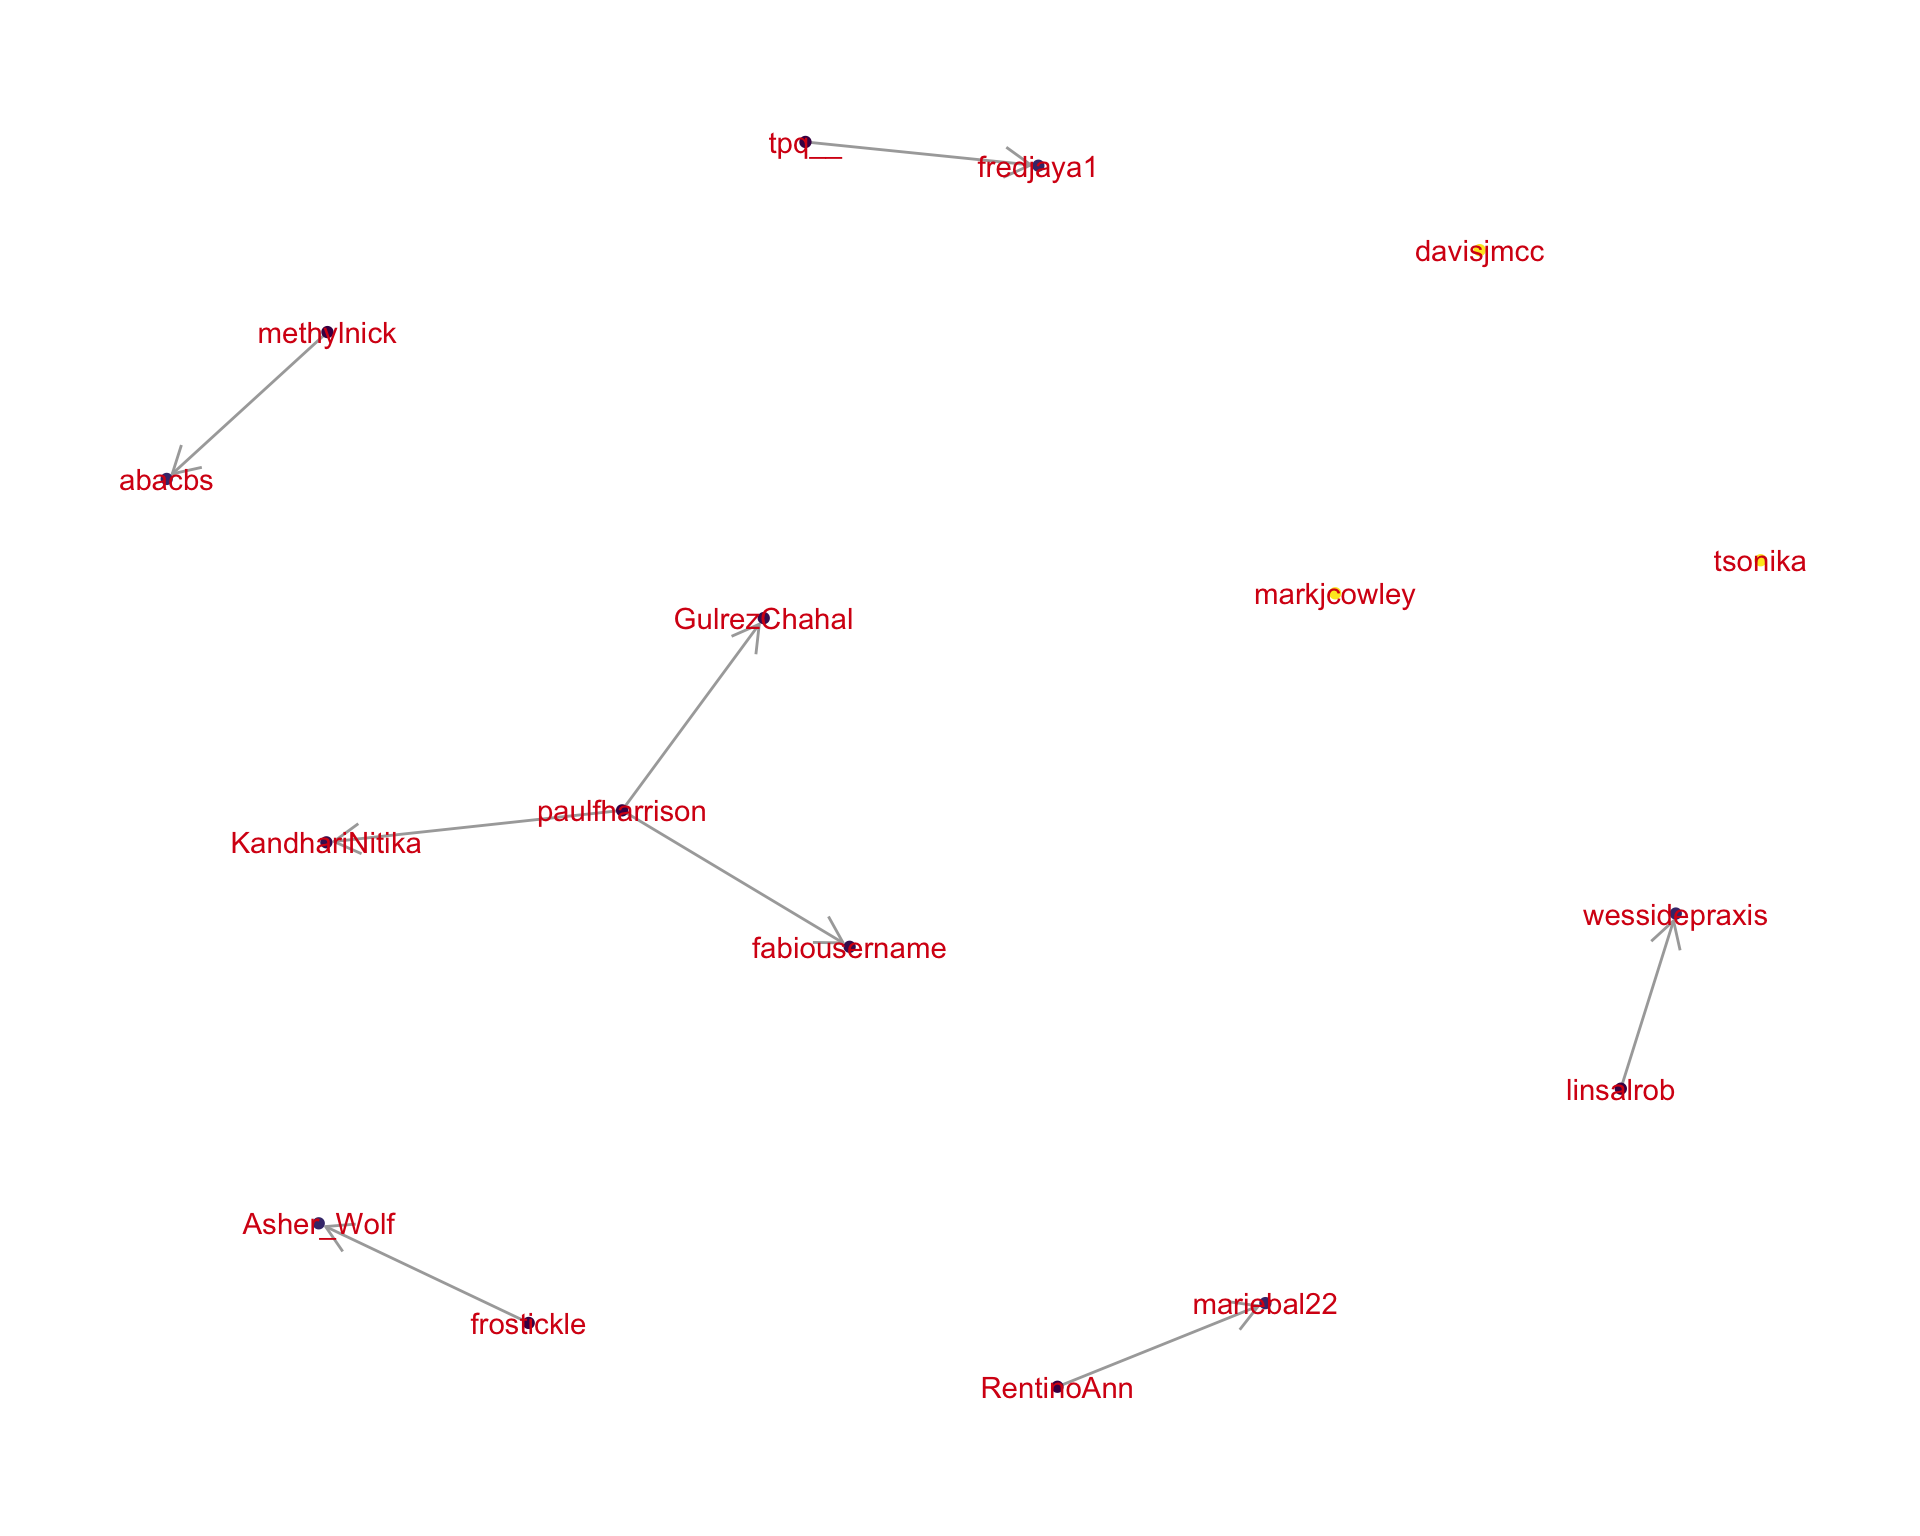 tpq__
fredjaya1
davisjmcc
methylnick
abacbs
tsonika
markjcowley
GulrezChahal
paulfharrison
KandhariNitika
wessidepraxis
fabiousername
linsalrob
Asher_Wolf
mariebal22
frostickle
RentinoAnn